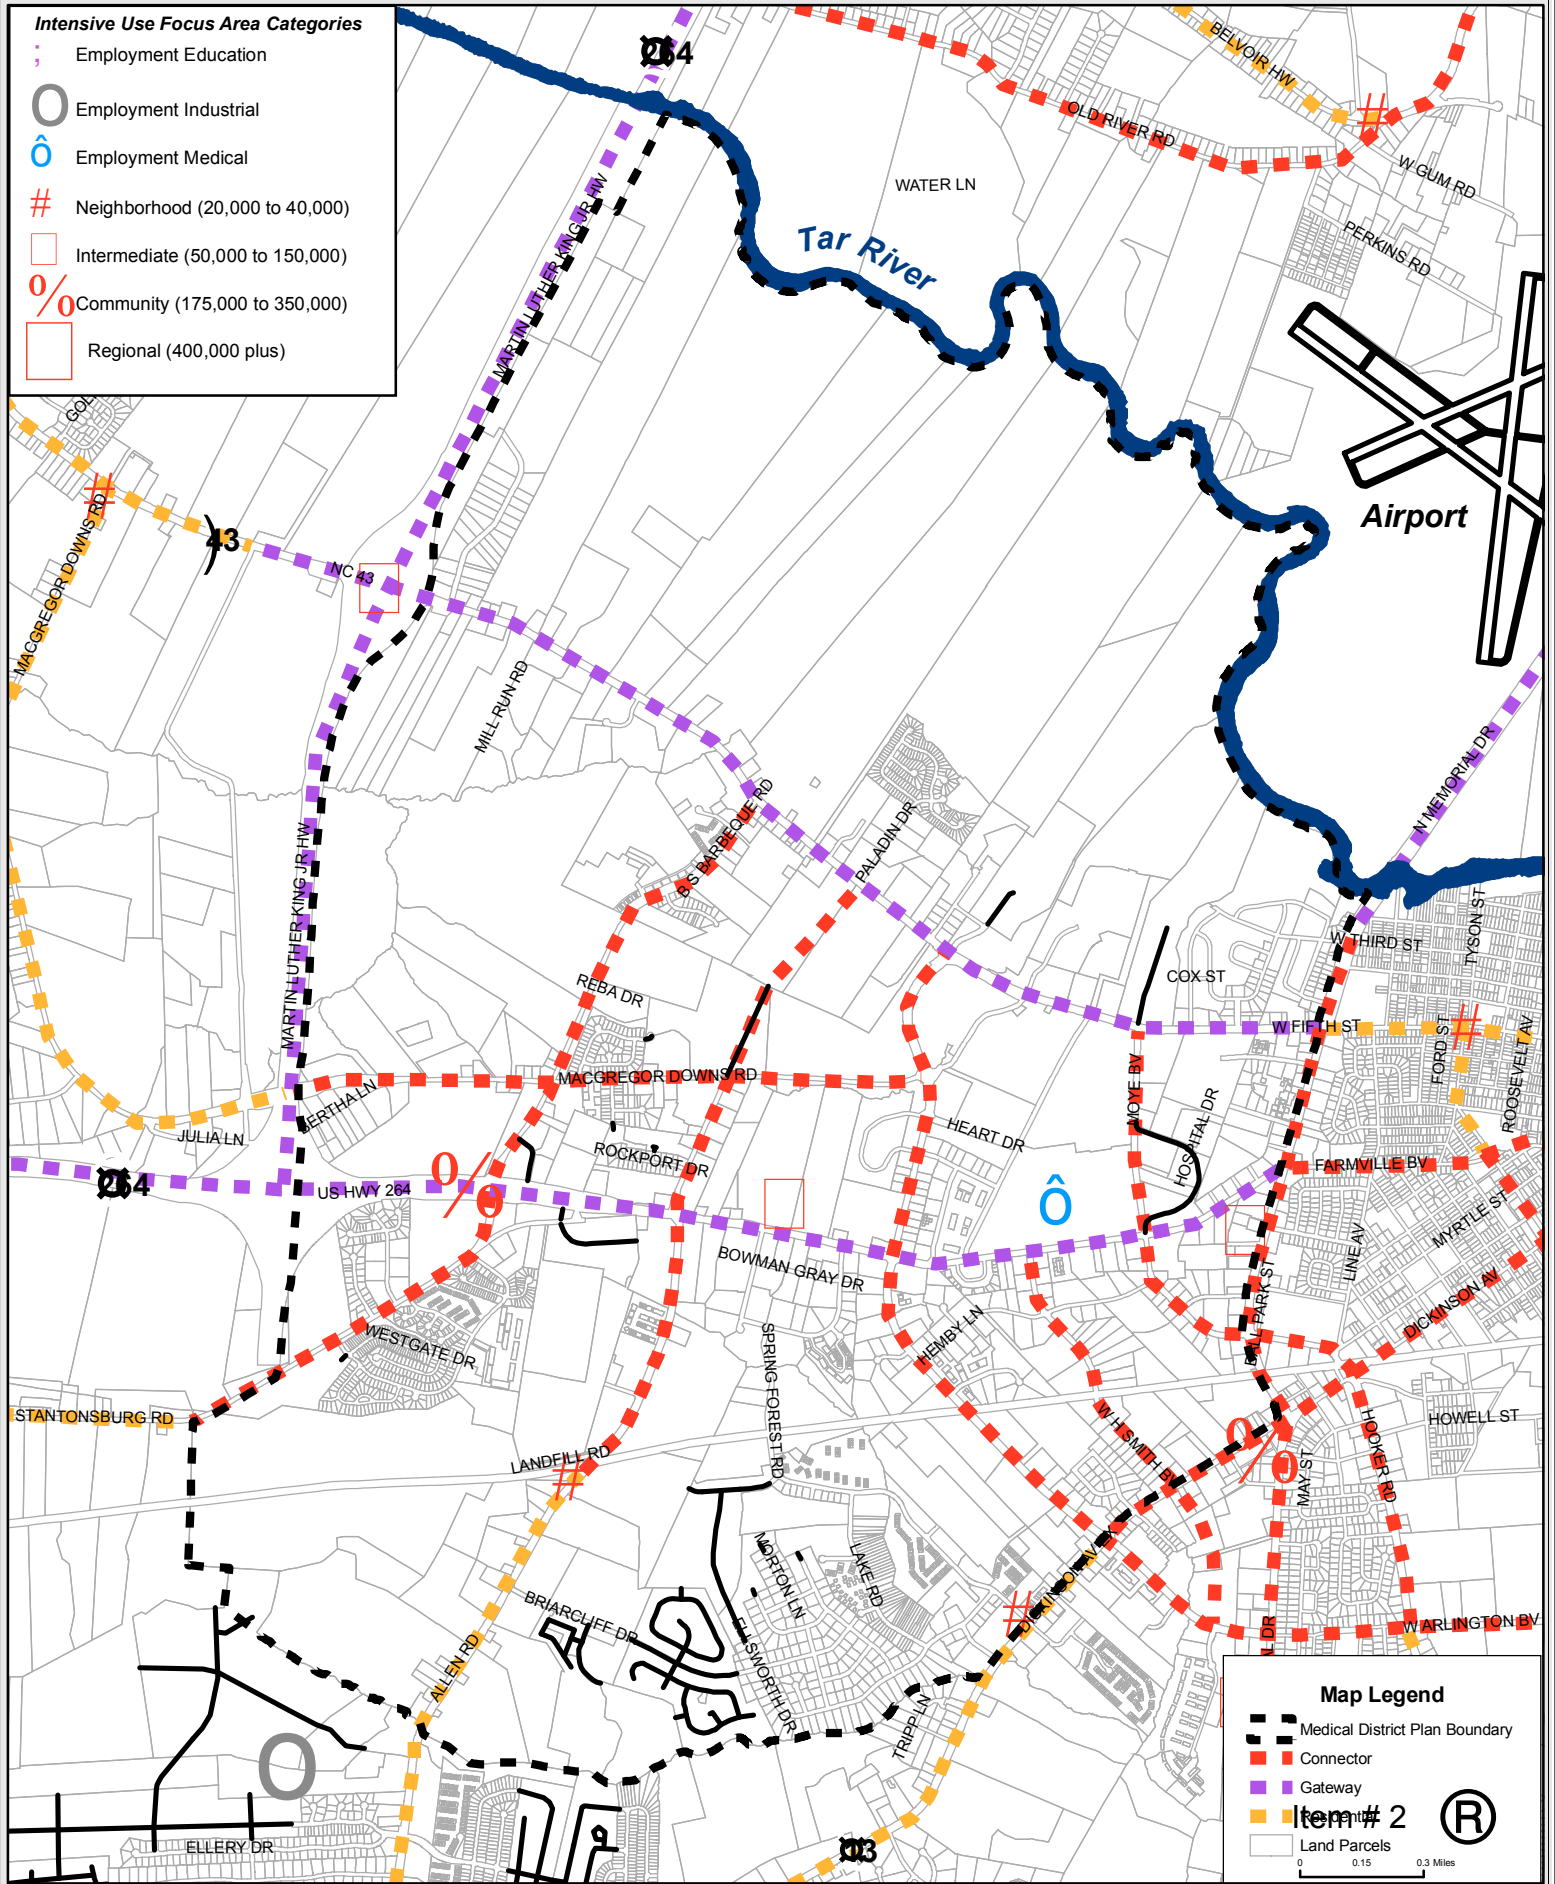 Intensive Use Focus Area Categories
; Employment Education
O Employment Industrial
Ô Employment Medical
# Neighborhood (20,000 to 40,000)
Intermediate (50,000 to 150,000)
% Community (175,000 to 350,000)
Regional (400,000 plus)
264
BELVOIR HW
OLD RIVER RD
#
W GUM RD
WATER LN
PERKINS RD
Tar River
MARTIN LUTHER KING JR HW
Airport
#
MACGREGOR DOWNS RD
43
NC 43
MILL RUN RD
N MEMORIAL DR
B S BARBEQUE RD
PALADIN DR
MARTIN LUTHER KING JR HW
W THIRD ST
TYSON ST
COX ST
REBA DR
W FIFTH ST
#
FORD ST
ROOSEVELT AV
MACGREGOR DOWNS RD
MOYE BV
HOSPITAL DR
BERTHA LN
JULIA LN
HEART DR
ROCKPORT DR
FARMVILLE BV
264
US HWY 264
%
Ô
MYRTLE ST
LINE AV
BOWMAN GRAY DR
BALL PARK ST
DICKINSON AV
HEMBY LN
WESTGATE DR
SPRING FOREST RD
STANTONSBURG RD
W H SMITH BV
%
HOOKER RD
HOWELL ST
LANDFILL RD
#
MAY ST
MORTON LN
LAKE RD
DICKINSON AV
#
BRIARCLIFF DR
ELLSWORTH DR
W ARLINGTON BV
ALLEN RD
TRIPP LN
O
ELLERY DR
13
Map Legend
Medical District Plan Boundary
Connector
Gateway
Residential
Item # 2
®
Land Parcels
0 0.15 0.3 Miles